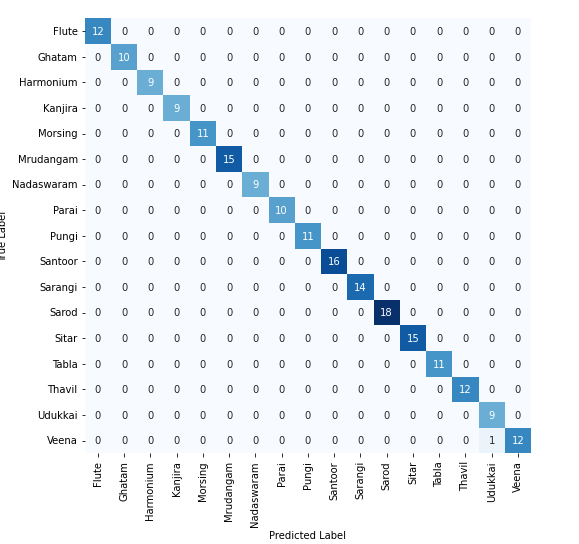 Flute 12 0 0 0 0 0 0 0 0 0 0 0 0 0 0 0 0
Ghatam 0 10 0 0 0 0 0 0 0 0 0 0 0 0 0 0 0
Harmonium 0 0 9 0 0 0 0 0 0 0 0 0 0 0 0 0 0
Kanjira 0 0 0 9 0 0 0 0 0 0 0 0 0 0 0 0 0
Morsing 0 0 0 0 11 0 0 0 0 0 0 0 0 0 0 0 0
Mrudangam 0 0 0 0 0 15 0 0 0 0 0 0 0 0 0 0 0
Nadaswaram 0 0 0 0 0 0 9 0 0 0 0 0 0 0 0 0 0
Parai 0 0 0 0 0 0 0 10 0 0 0 0 0 0 0 0 0
Pungi 0 0 0 0 0 0 0 0 11 0 0 0 0 0 0 0 0
Santoor 0 0 0 0 0 0 0 0 0 16 0 0 0 0 0 0 0
Sarangi 0 0 0 0 0 0 0 0 0 0 14 0 0 0 0 0 0
Sarod 0 0 0 0 0 0 0 0 0 0 0 18 0 0 0 0 0
Sitar 0 0 0 0 0 0 0 0 0 0 0 0 15 0 0 0 0
Tabla 0 0 0 0 0 0 0 0 0 0 0 0 0 11 0 0 0
Thavil 0 0 0 0 0 0 0 0 0 0 0 0 0 0 12 0 0
Udukkai 0 0 0 0 0 0 0 0 0 0 0 0 0 0 0 9 0
Veena 0 0 0 0 0 0 0 0 0 0 0 0 0 0 0 1 12
True Label
Flute
Ghatam
Harmonium
Kanjira
Morsing
Mrudangam
Nadaswaram
Parai
Pungi
Santoor
Sarangi
Sarod
Sitar
Tabla
Thavil
Udukkai
Veena
Predicted Label